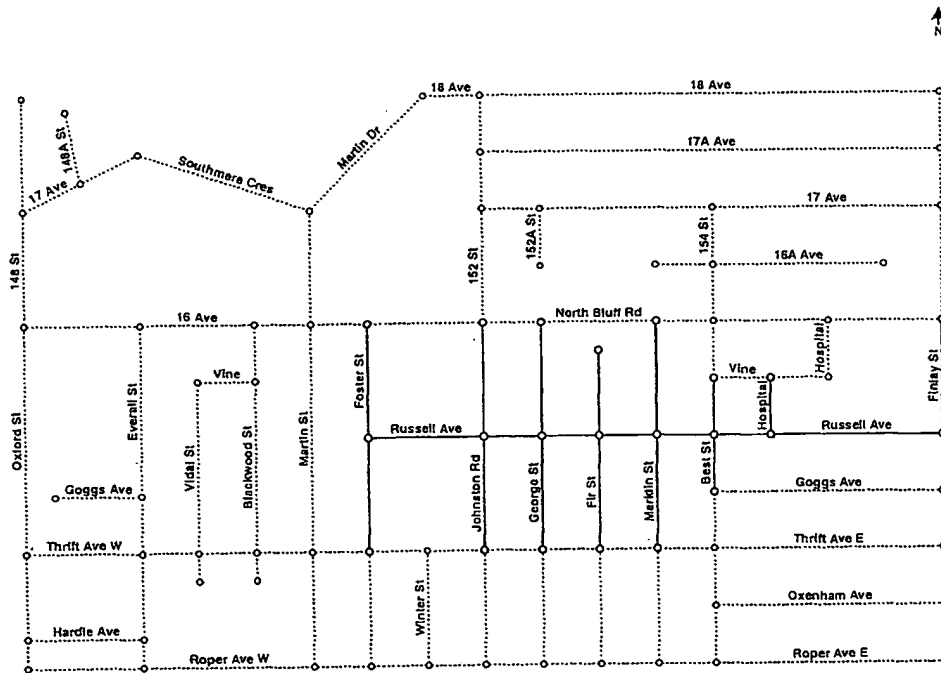 N
18 Ave
18 Ave
148A St
Martin Dr
17A Ave
Southmere Cres
17 Ave
17 Ave
152A St
154 St
148 St
152 St
16A Ave
16 Ave
North Bluff Rd
Hospital
Foster St
Vine
Vine
Everall St
Finlay St
Hospital
Oxford St
Martin St
Russell Ave
Russell Ave
Vidal St
Blackwood St
Johnston Rd
George St
Fir St
Merklin St
Best St
Goggs Ave
Goggs Ave
Thrift Ave W
Thrift Ave E
Winter St
Oxenham Ave
Hardie Ave
Roper Ave W
Roper Ave E